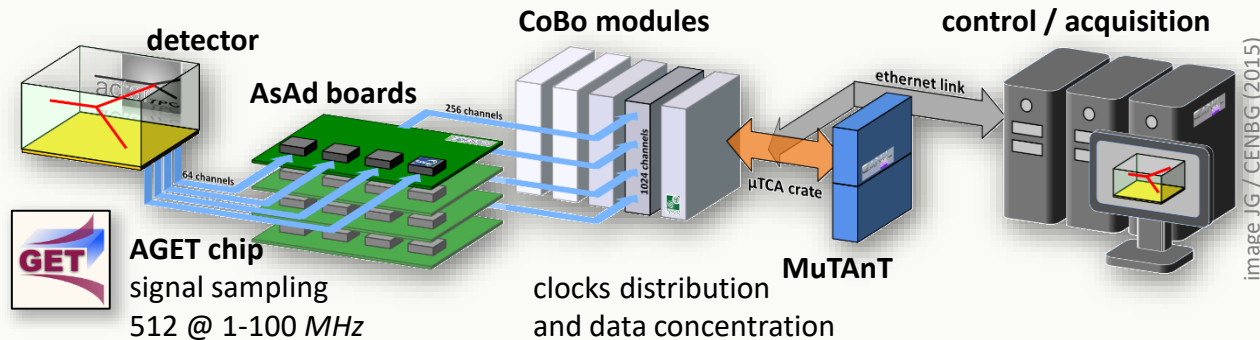 detector
AsAd boards
CoBo modules
control / acquisition
256 channels
64 channels
1024 channels
ethernet link
µTCA crate
MuTAnT
GET
AGET chip
signal sampling
512 @ 1-100 MHz
clocks distribution
and data concentration
image JG / CENBG (2015)